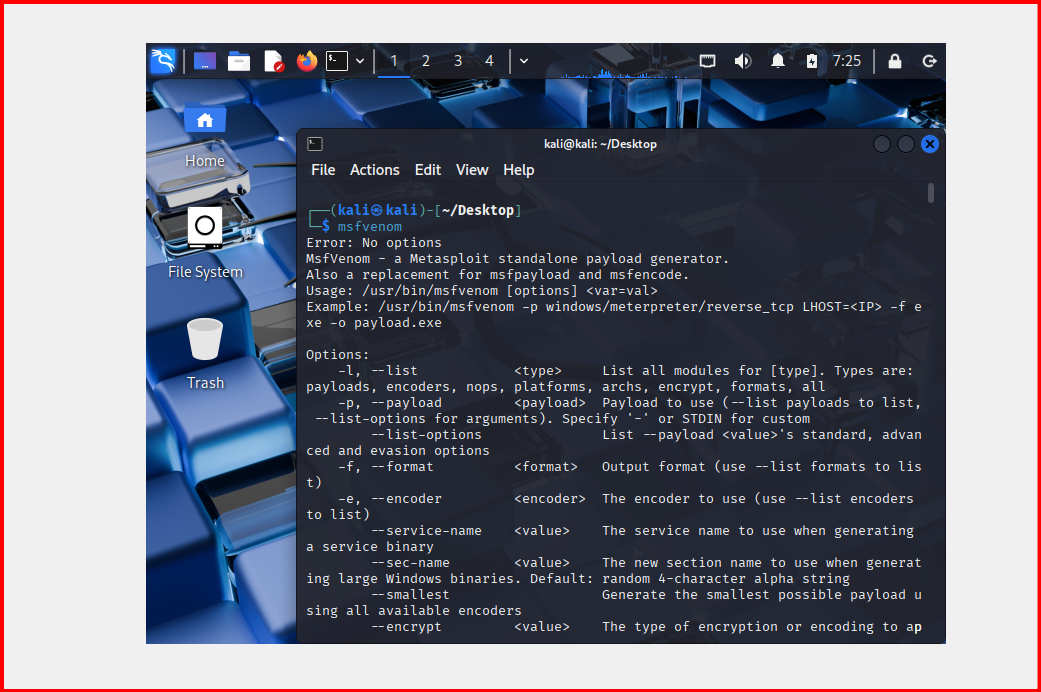 1 2 3 4 7:25
Home
File System
Trash
kali@kali: ~/Desktop
File Actions Edit View Help
┌──(kali㉿kali)-[~/Desktop]
└─$ msfvenom
Error: No options
MsfVenom - a Metasploit standalone payload generator.
Also a replacement for msfpayload and msfencode.
Usage: /usr/bin/msfvenom [options] <var=val>
Example: /usr/bin/msfvenom -p windows/meterpreter/reverse_tcp LHOST=<IP> -f e
xe -o payload.exe
Options:
    -l, --list            <type>     List all modules for [type]. Types are:
payloads, encoders, nops, platforms, archs, encrypt, formats, all
    -p, --payload         <payload>  Payload to use (--list payloads to list,
 --list-options for arguments). Specify '-' or STDIN for custom
        --list-options               List --payload <value>'s standard, advan
ced and evasion options
    -f, --format          <format>   Output format (use --list formats to lis
t)
    -e, --encoder         <encoder>  The encoder to use (use --list encoders
to list)
        --service-name    <value>    The service name to use when generating
a service binary
        --sec-name        <value>    The new section name to use when generat
ing large Windows binaries. Default: random 4-character alpha string
        --smallest                   Generate the smallest possible payload u
sing all available encoders
        --encrypt         <value>    The type of encryption or encoding to ap